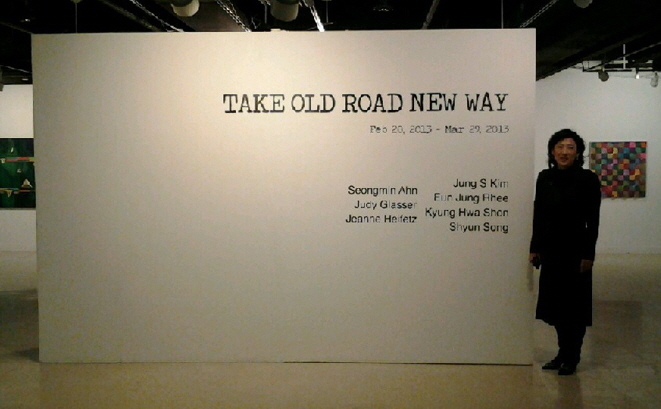 TAKE OLD ROAD NEW WAY
Feb 20, 2013 - Mar 29, 2013
Seongmin Ahn
Judy Glasser
Jeanne Heifetz
Jung S Kim
Eun Jung Rhee
Kyung Hwa Shon
Shyun Song